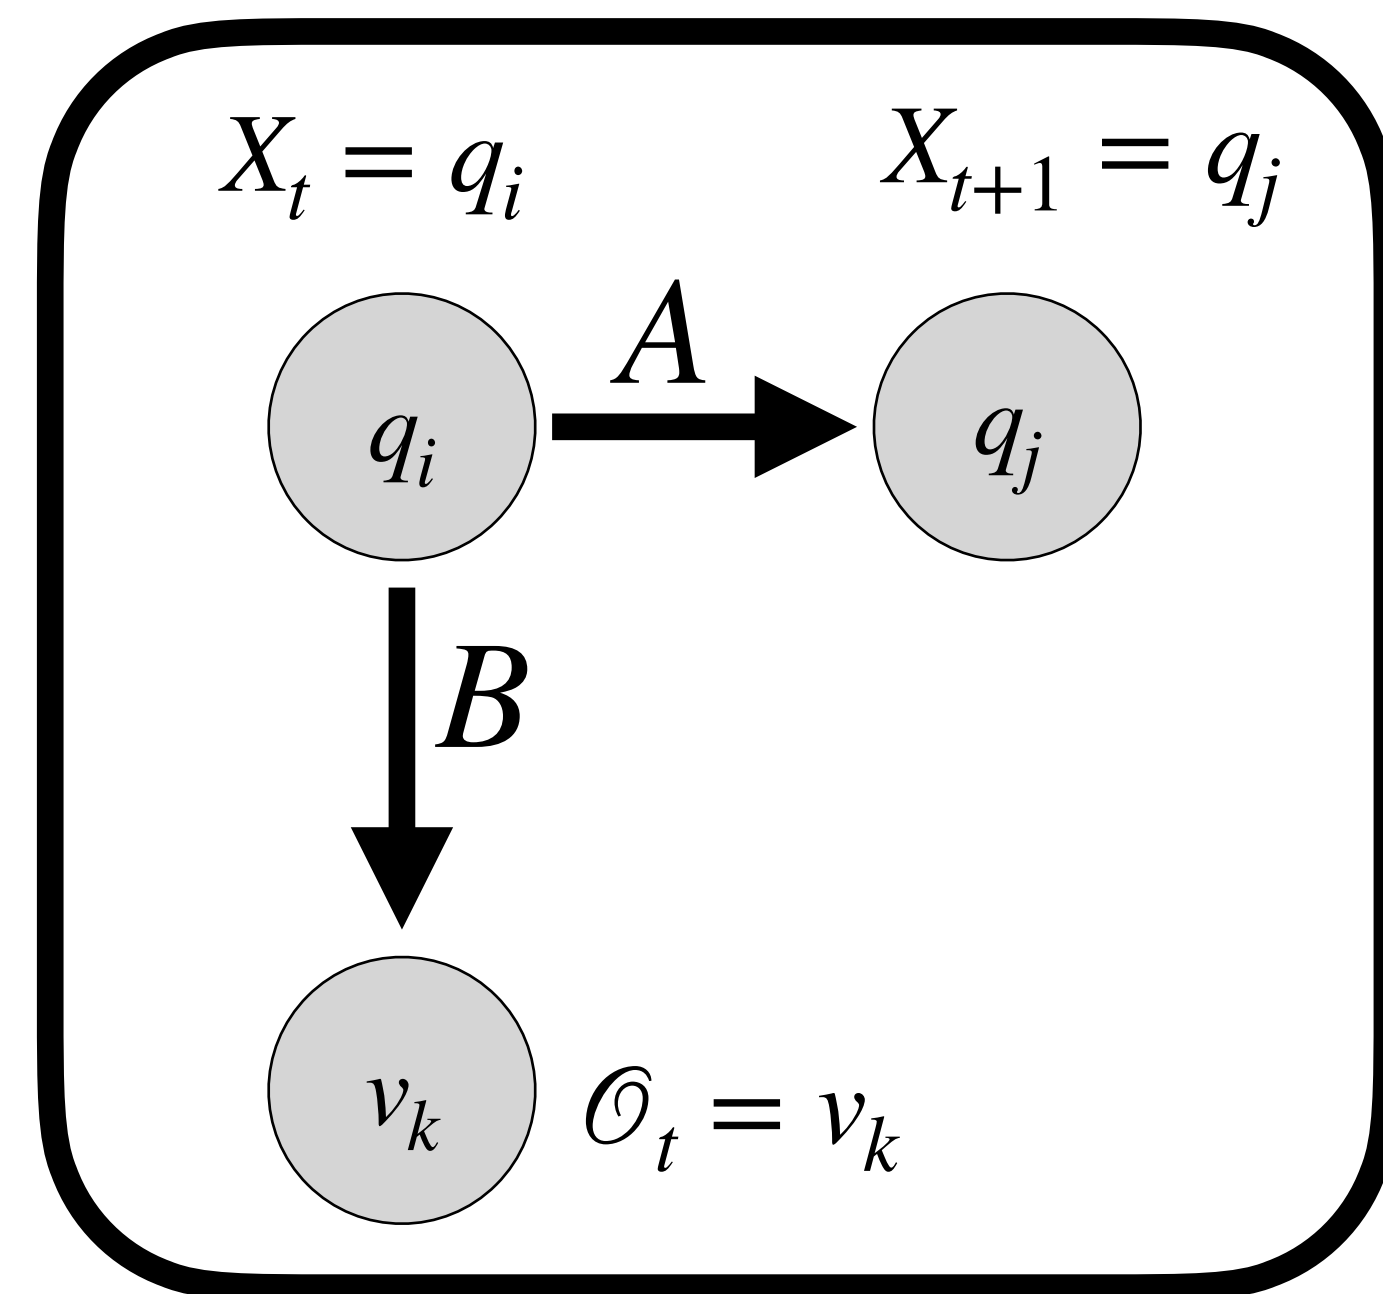 X_t = q_i
X_{t+1} = q_j
A
q_i
q_j
B
v_k
𝒪_t = v_k